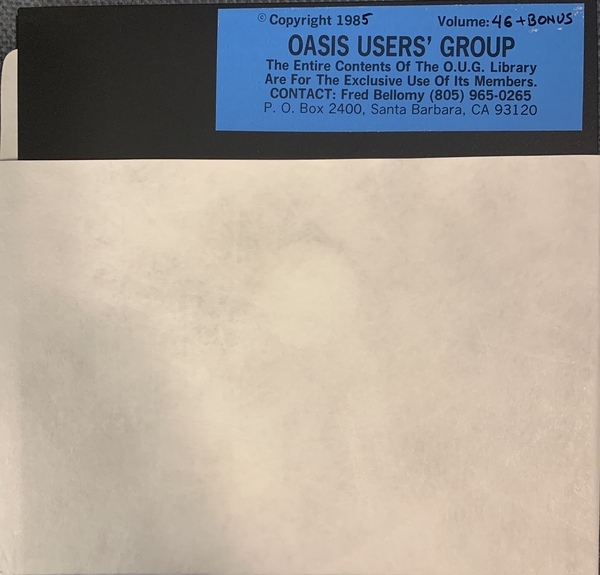 © Copyright 1985 Volume: 46 + BONUS
OASIS USERS' GROUP
The Entire Contents Of The O.U.G. Library
Are For The Exclusive Use Of Its Members.
CONTACT: Fred Bellomy (805) 965-0265
P. O. Box 2400, Santa Barbara, CA 93120